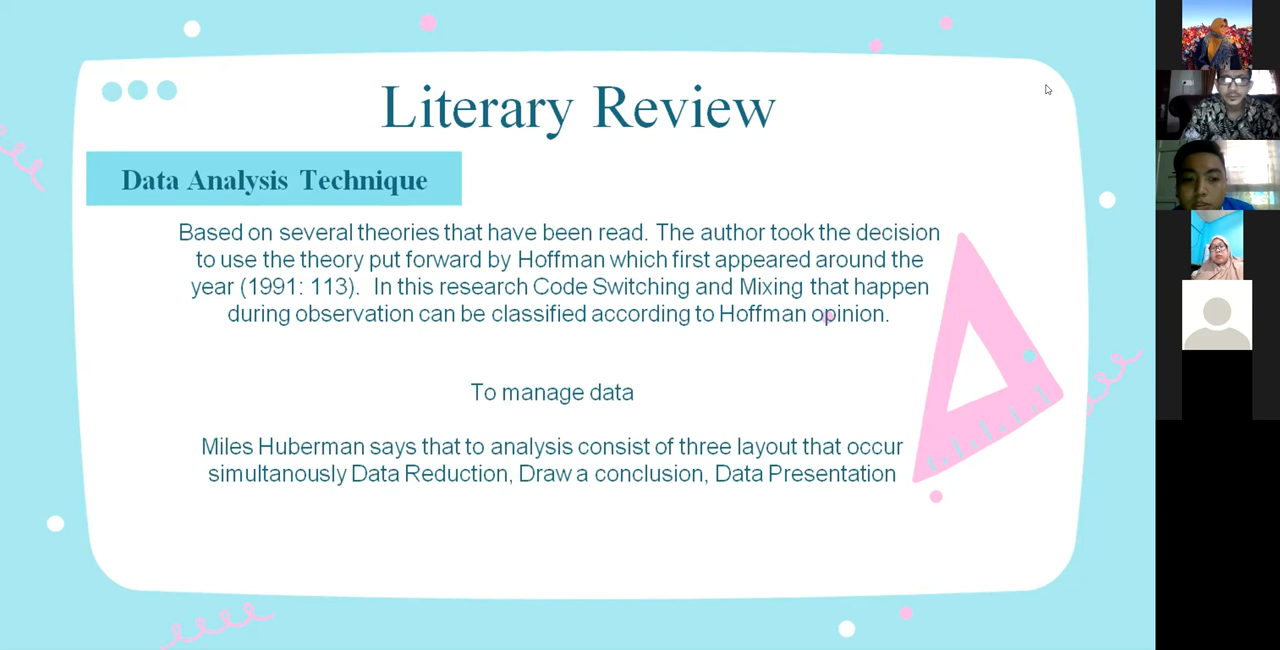 Literary Review
Data Analysis Technique
Based on several theories that have been read. The author took the decision
to use the theory put forward by Hoffman which first appeared around the
year (1991: 113). In this research Code Switching and Mixing that happen
during observation can be classified according to Hoffman opinion.
To manage data
Miles Huberman says that to analysis consist of three layout that occur
simultanously Data Reduction, Draw a conclusion, Data Presentation